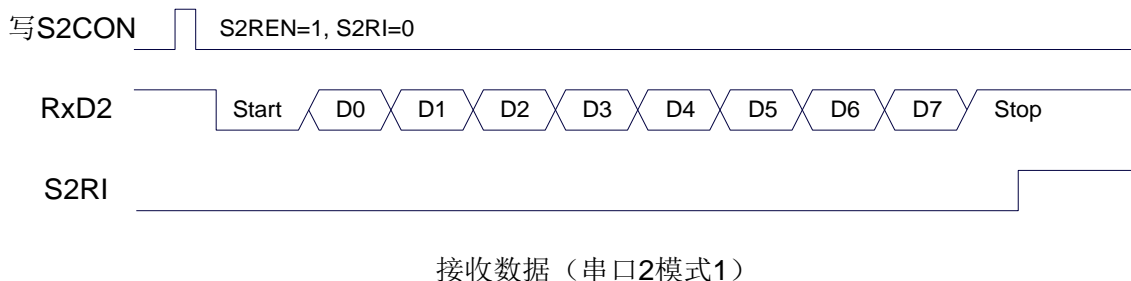 写S2CON S2REN=1, S2RI=0
RxD2 Start D0 D1 D2 D3 D4 D5 D6 D7 Stop
S2RI
接收数据（串口2模式1）